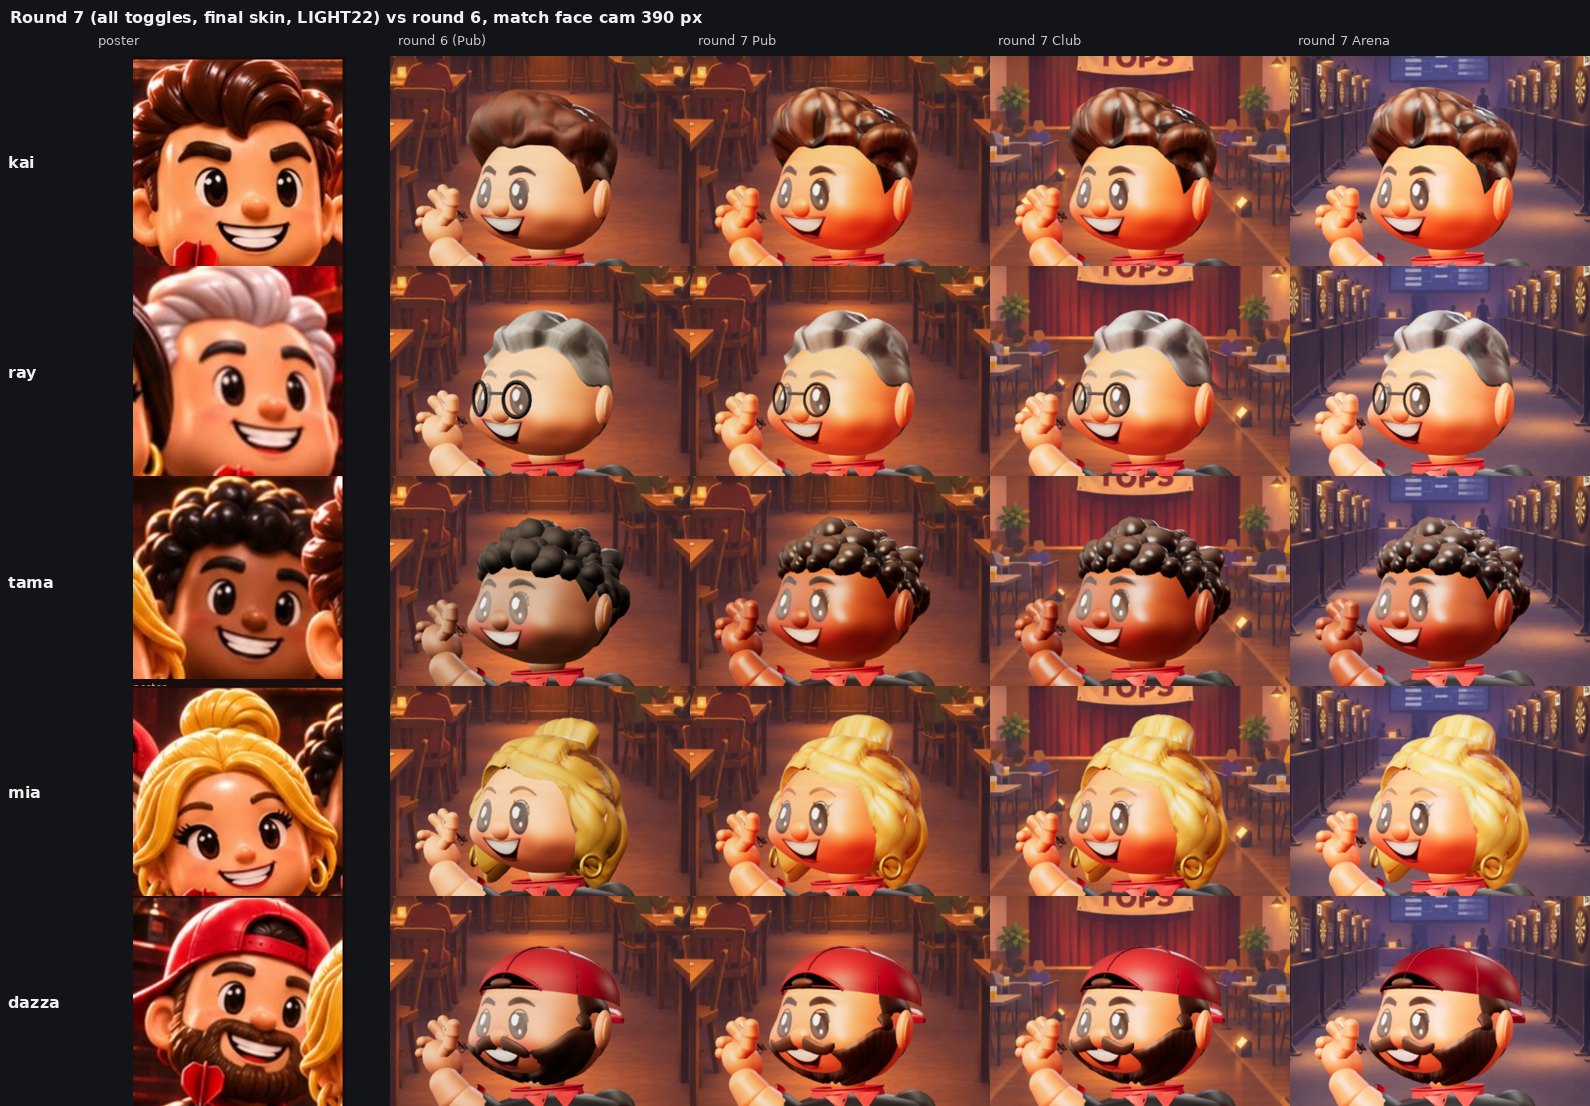 Round 7 (all toggles, final skin, LIGHT22) vs round 6, match face cam 390 px
poster round 6 (Pub) round 7 Pub round 7 Club round 7 Arena
TOPS
kai
TOPS
ray
TOPS
tama
TOPS
mia
TOPS
dazza